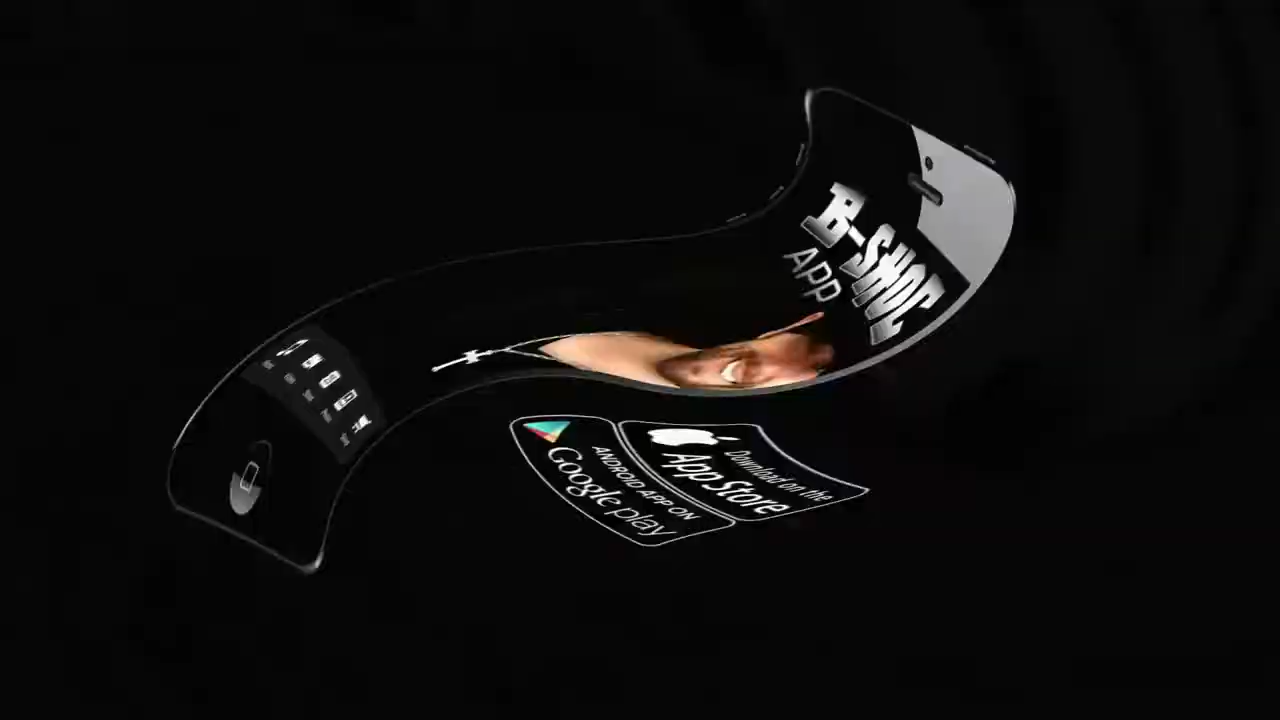 B-SHOC
APP
Download on the
App Store
ANDROID APP ON
Google play